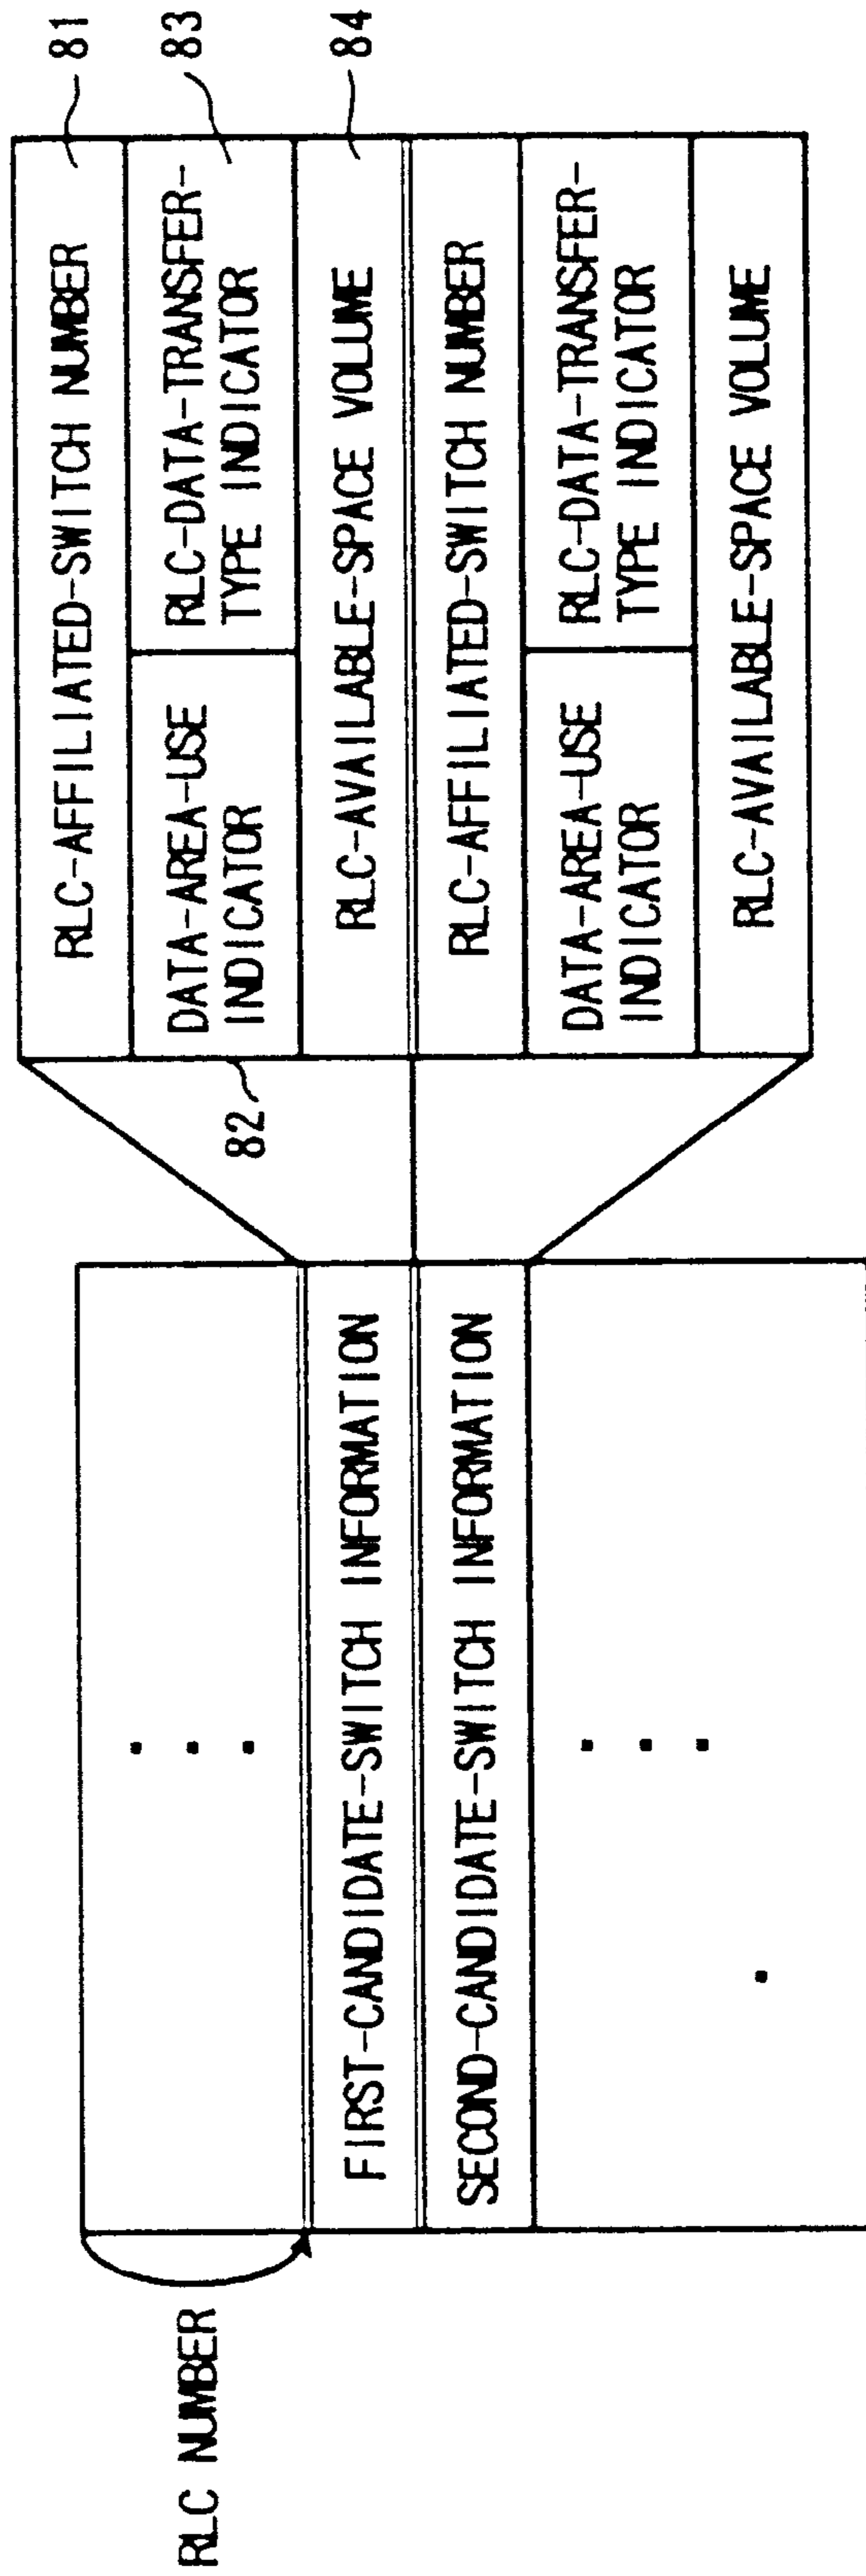 RLC NUMBER
FIRST-CANDIDATE-SWITCH INFORMATION
SECOND-CANDIDATE-SWITCH INFORMATION
RLC-AFFILIATED-SWITCH NUMBER
81
DATA-AREA-USE
INDICATOR
82
RLC-DATA-TRANSFER-
TYPE INDICATOR
83
RLC-AVAILABLE-SPACE VOLUME
84
RLC-AFFILIATED-SWITCH NUMBER
DATA-AREA-USE
INDICATOR
RLC-DATA-TRANSFER-
TYPE INDICATOR
RLC-AVAILABLE-SPACE VOLUME